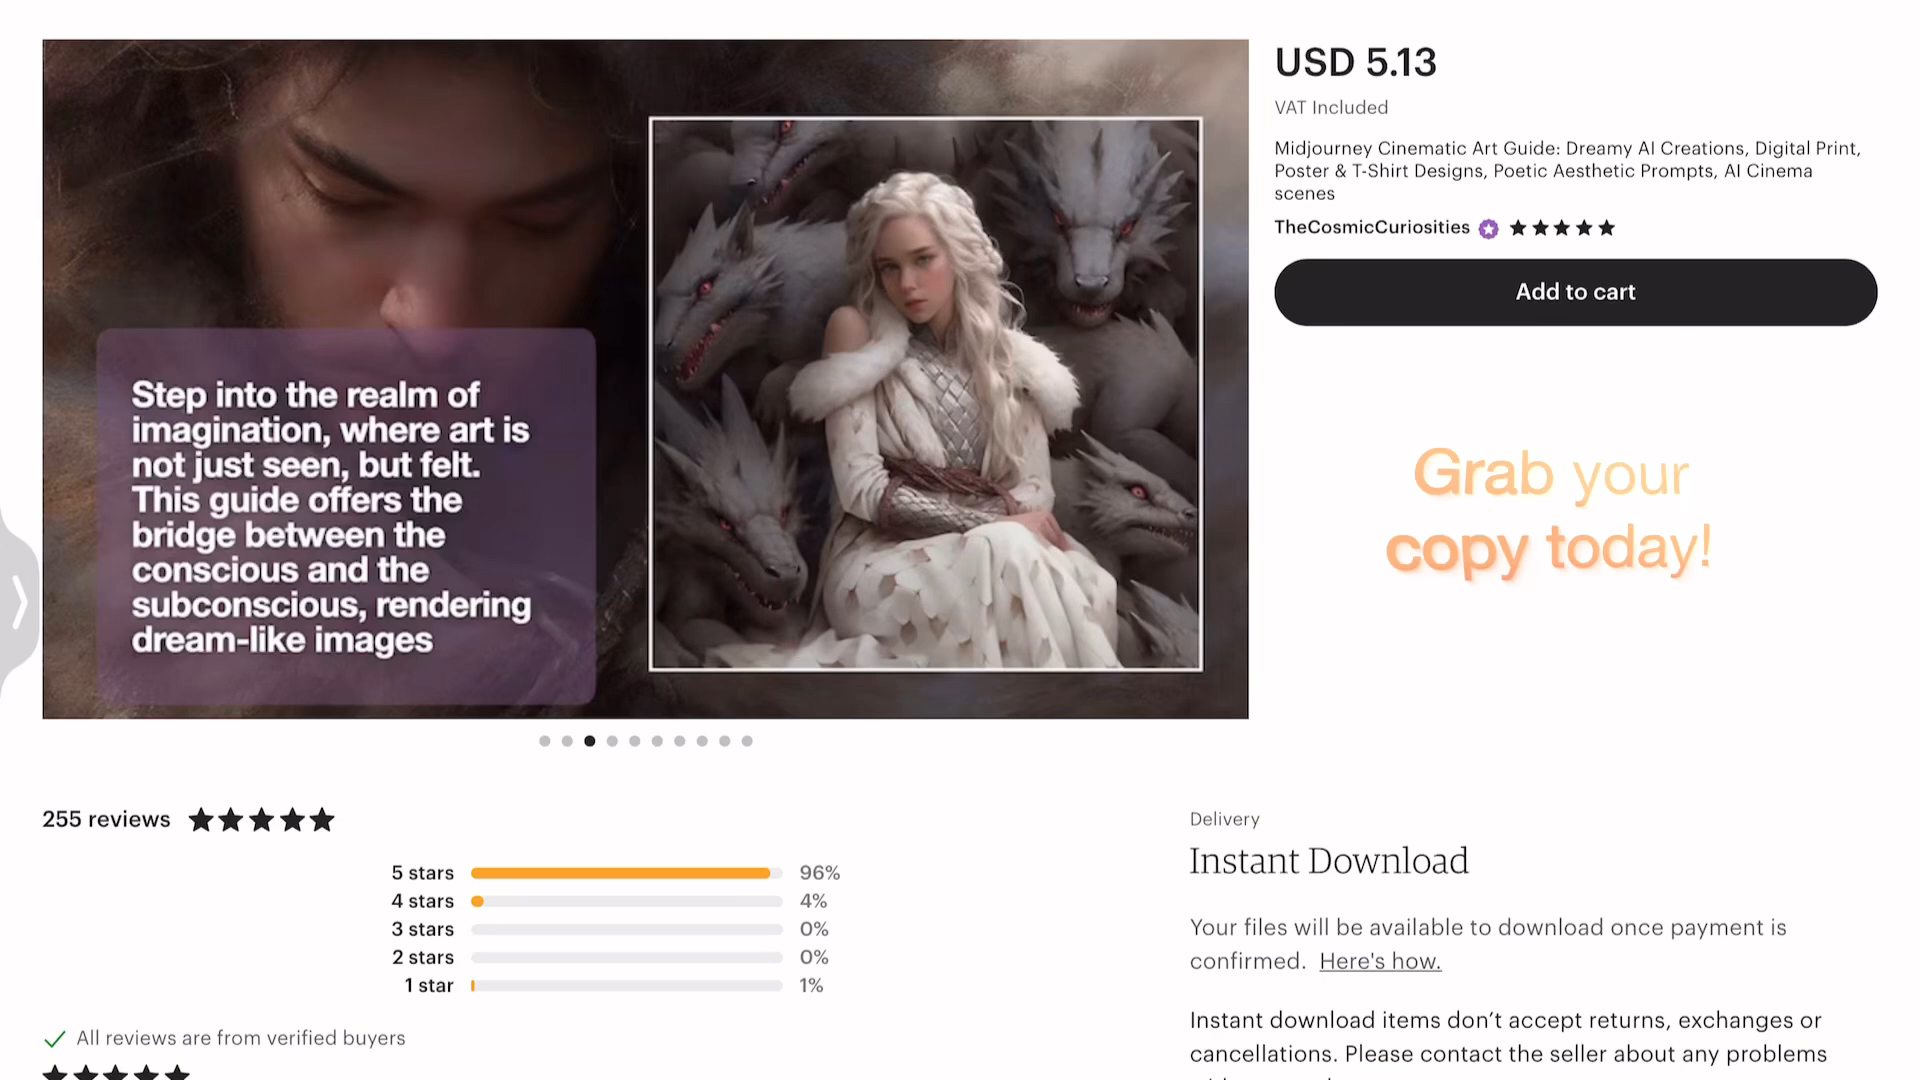 Step into the realm of
imagination, where art is
not just seen, but felt.
This guide offers the
bridge between the
conscious and the
subconscious, rendering
dream-like images
USD 5.13
VAT Included
Midjourney Cinematic Art Guide: Dreamy AI Creations, Digital Print,
Poster & T-Shirt Designs, Poetic Aesthetic Prompts, AI Cinema
scenes
TheCosmicCuriosities
Add to cart
Grab your
copy today!
255 reviews
5 stars 96%
4 stars 4%
3 stars 0%
2 stars 0%
1 star 1%
All reviews are from verified buyers
Delivery
Instant Download
Your files will be available to download once payment is
confirmed. Here's how.
Instant download items don’t accept returns, exchanges or
cancellations. Please contact the seller about any problems